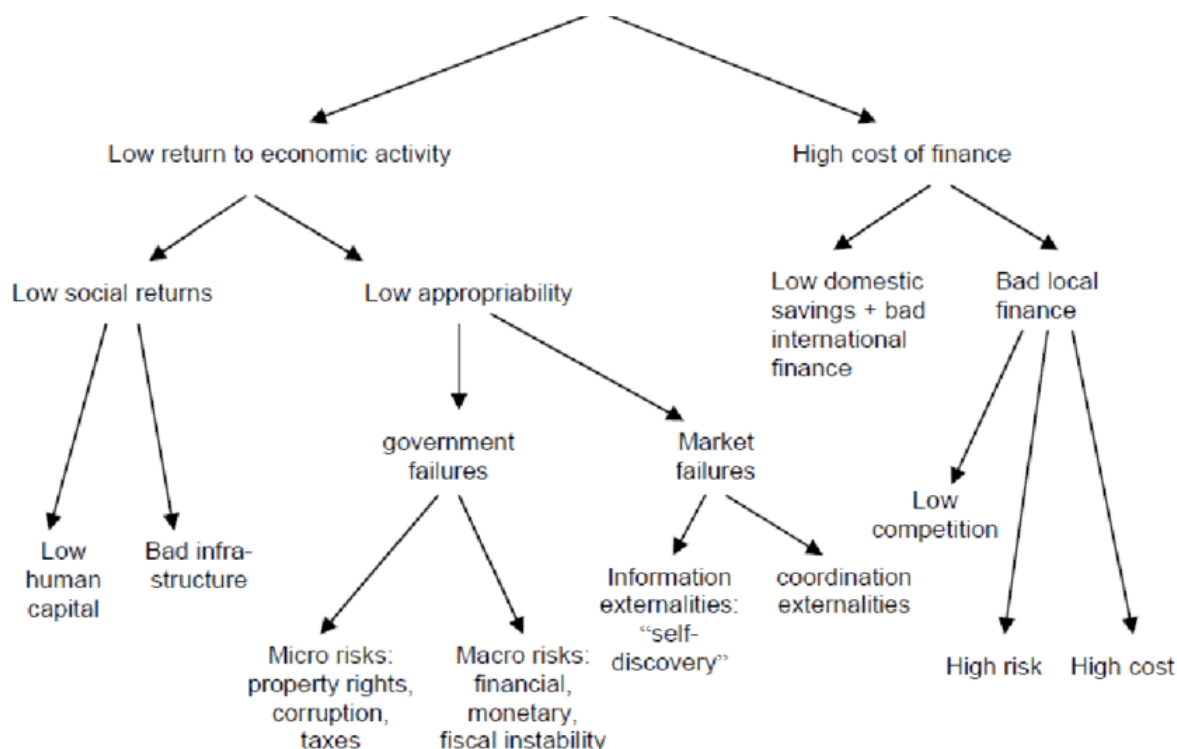 Low return to economic activity
High cost of finance
Low social returns
Low appropriability
Low domestic
savings + bad
international
finance
Bad local
finance
government
failures
Market
failures
Low
competition
Low
human
capital
Bad infra-
structure
Information
externalities:
“self-
discovery”
coordination
externalities
Micro risks:
property rights,
corruption,
taxes
Macro risks:
financial,
monetary,
fiscal instability
High risk
High cost